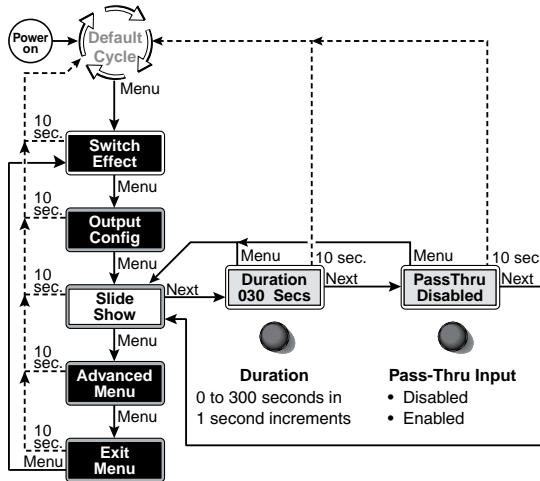 Power
on
Default
Cycle
Menu
10
sec.
Switch
Effect
Menu
10
sec.
Output
Config
Menu
10
sec.
Slide
Show
Next
Menu
10 sec.
Duration
030 Secs
Next
Menu
10 sec.
PassThru
Disabled
Next
Duration
0 to 300 seconds in
1 second increments
Pass-Thru Input
• Disabled
• Enabled
Menu
10
sec.
Advanced
Menu
Menu
10
sec.
Menu
Exit
Menu